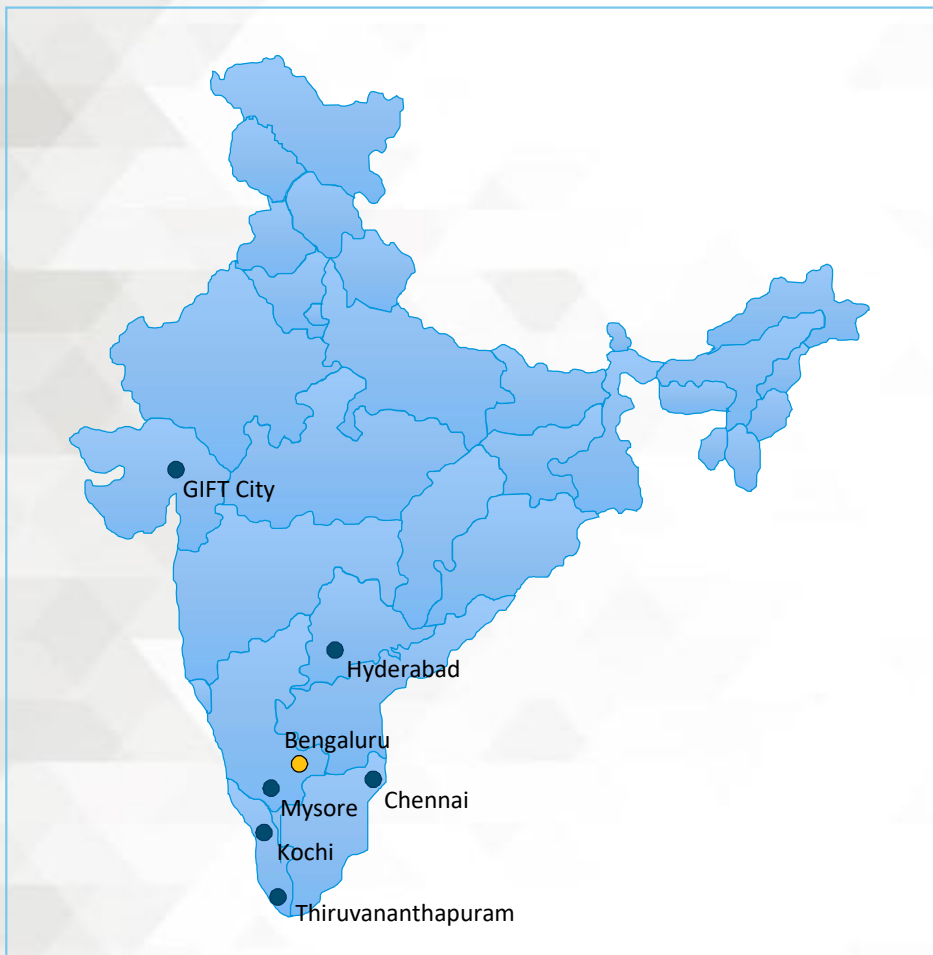 GIFT City
Hyderabad
Bengaluru
Chennai
Mysore
Kochi
Thiruvananthapuram